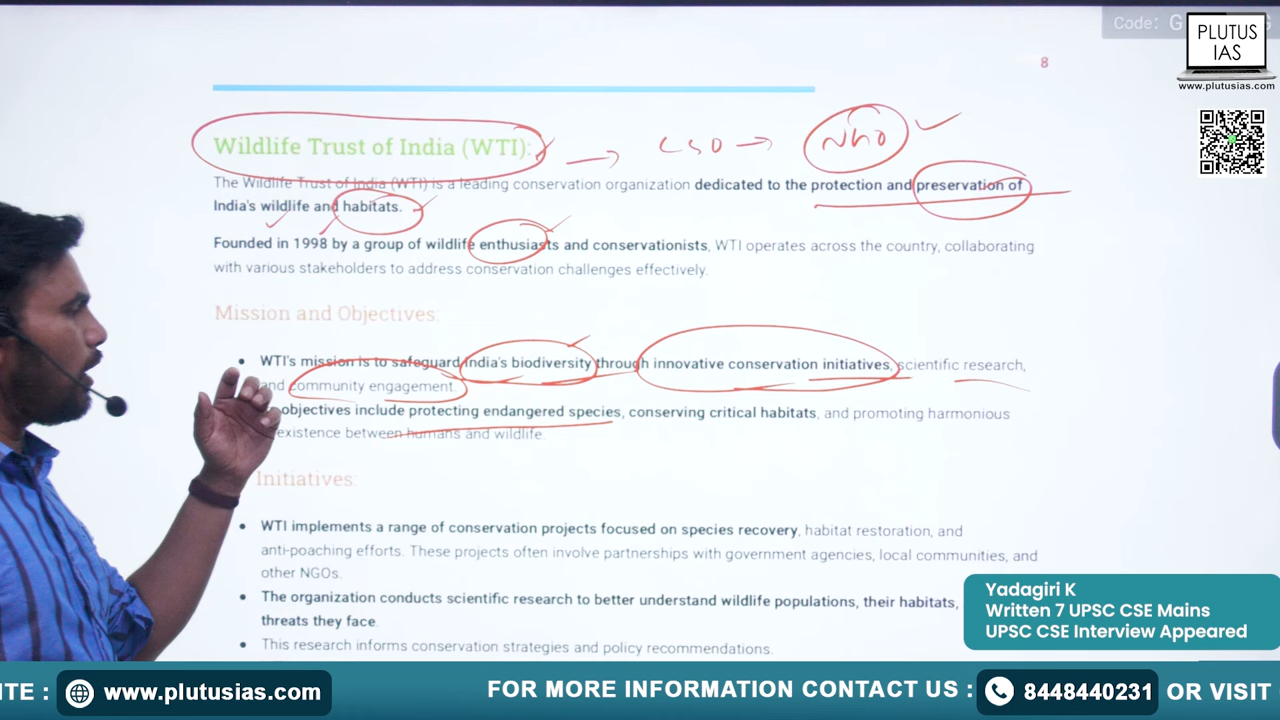 Code: G
PLUTUS
IAS
www.plutusias.com
8
Wildlife Trust of India (WTI):
CSO → NGO
The Wildlife Trust of India (WTI) is a leading conservation organization dedicated to the protection and preservation of
India's wildlife and habitats.
Founded in 1998 by a group of wildlife enthusiasts and conservationists, WTI operates across the country, collaborating
with various stakeholders to address conservation challenges effectively.
Mission and Objectives:
• WTI's mission is to safeguard India's biodiversity through innovative conservation initiatives, scientific research,
and community engagement.
objectives include protecting endangered species, conserving critical habitats, and promoting harmonious
existence between humans and wildlife.
Initiatives:
• WTI implements a range of conservation projects focused on species recovery, habitat restoration, and
anti-poaching efforts. These projects often involve partnerships with government agencies, local communities, and
other NGOs.
• The organization conducts scientific research to better understand wildlife populations, their habitats,
threats they face.
• This research informs conservation strategies and policy recommendations.
Yadagiri K
Written 7 UPSC CSE Mains
UPSC CSE Interview Appeared
ITE : www.plutusias.com FOR MORE INFORMATION CONTACT US : 8448440231 OR VISIT